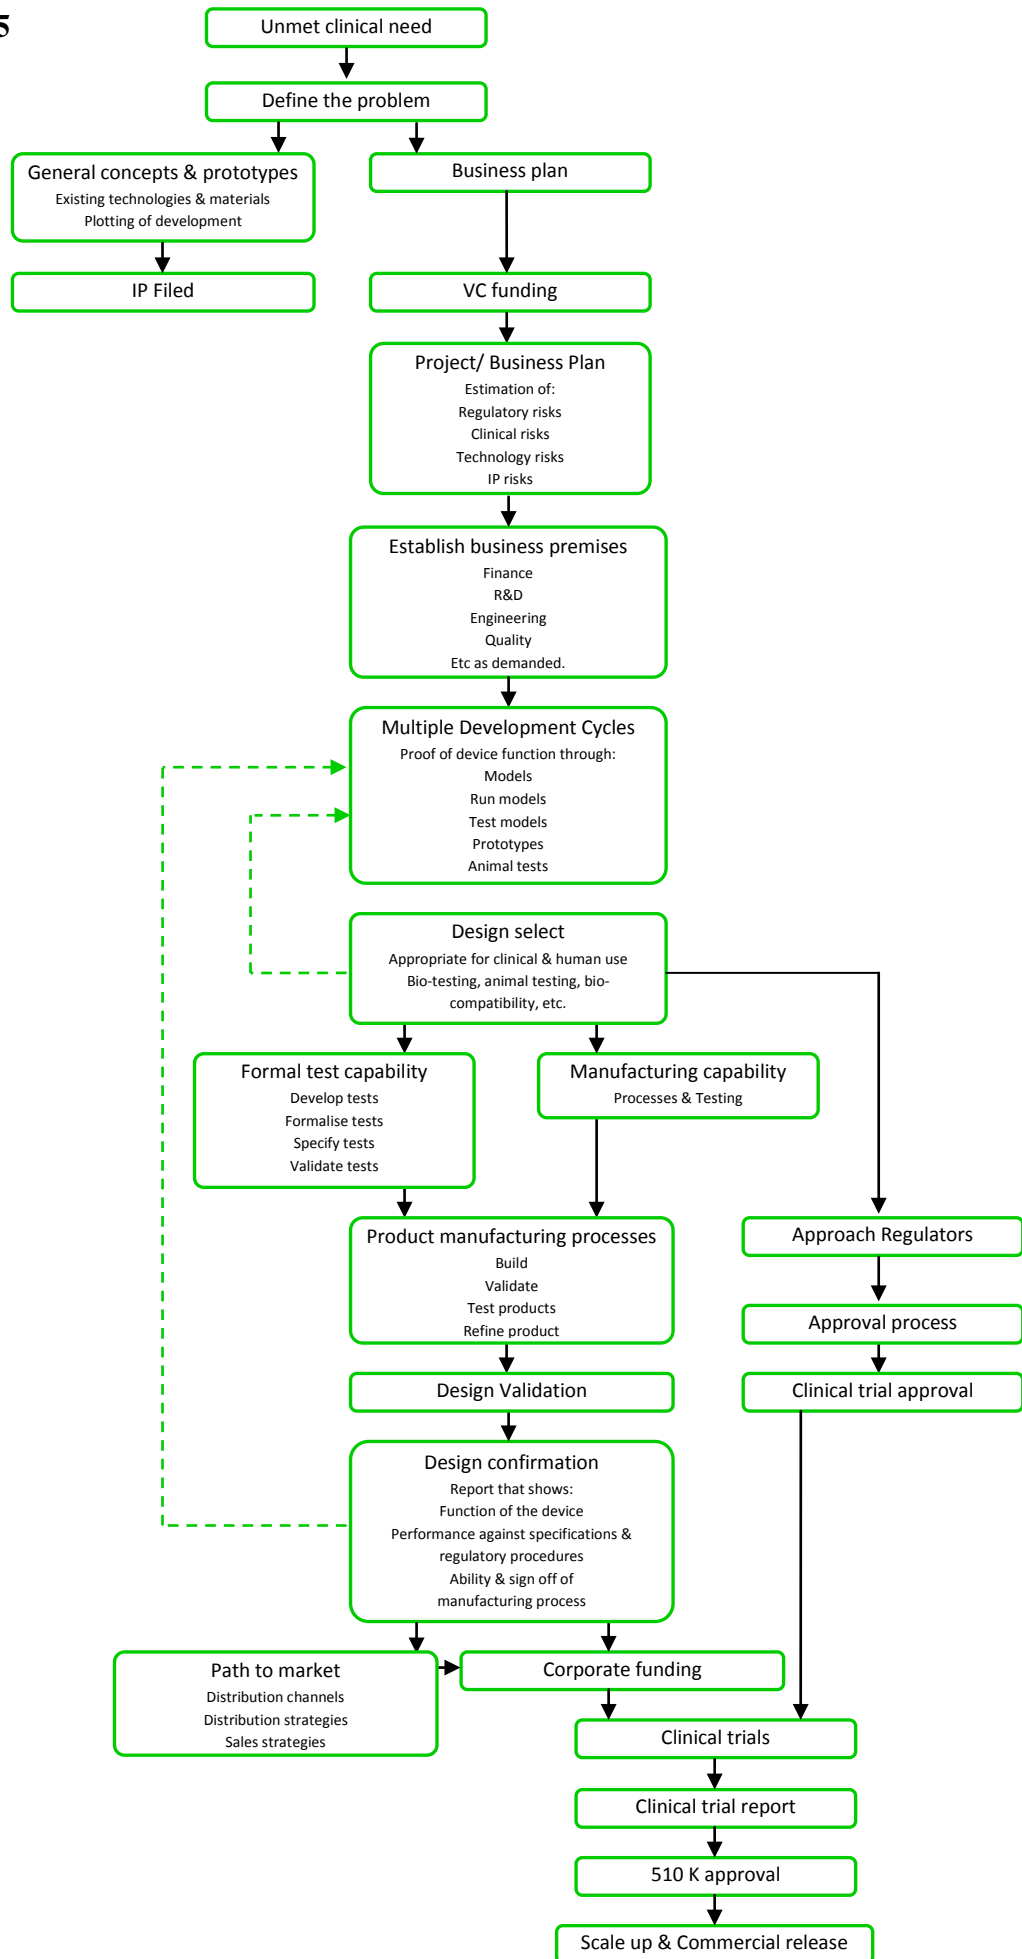 5
Unmet clinical need
Define the problem
General concepts & prototypes
Existing technologies & materials
Plotting of development
Business plan
IP Filed
VC funding
Project/ Business Plan
Estimation of:
Regulatory risks
Clinical risks
Technology risks
IP risks
Establish business premises
Finance
R&D
Engineering
Quality
Etc as demanded.
Multiple Development Cycles
Proof of device function through:
Models
Run models
Test models
Prototypes
Animal tests
Design select
Appropriate for clinical & human use
Bio-testing, animal testing, bio-
compatibility, etc.
Formal test capability
Develop tests
Formalise tests
Specify tests
Validate tests
Manufacturing capability
Processes & Testing
Product manufacturing processes
Build
Validate
Test products
Refine product
Approach Regulators
Approval process
Design Validation
Clinical trial approval
Design confirmation
Report that shows:
Function of the device
Performance against specifications &
regulatory procedures
Ability & sign off of
manufacturing process
Path to market
Distribution channels
Distribution strategies
Sales strategies
Corporate funding
Clinical trials
Clinical trial report
510 K approval
Scale up & Commercial release